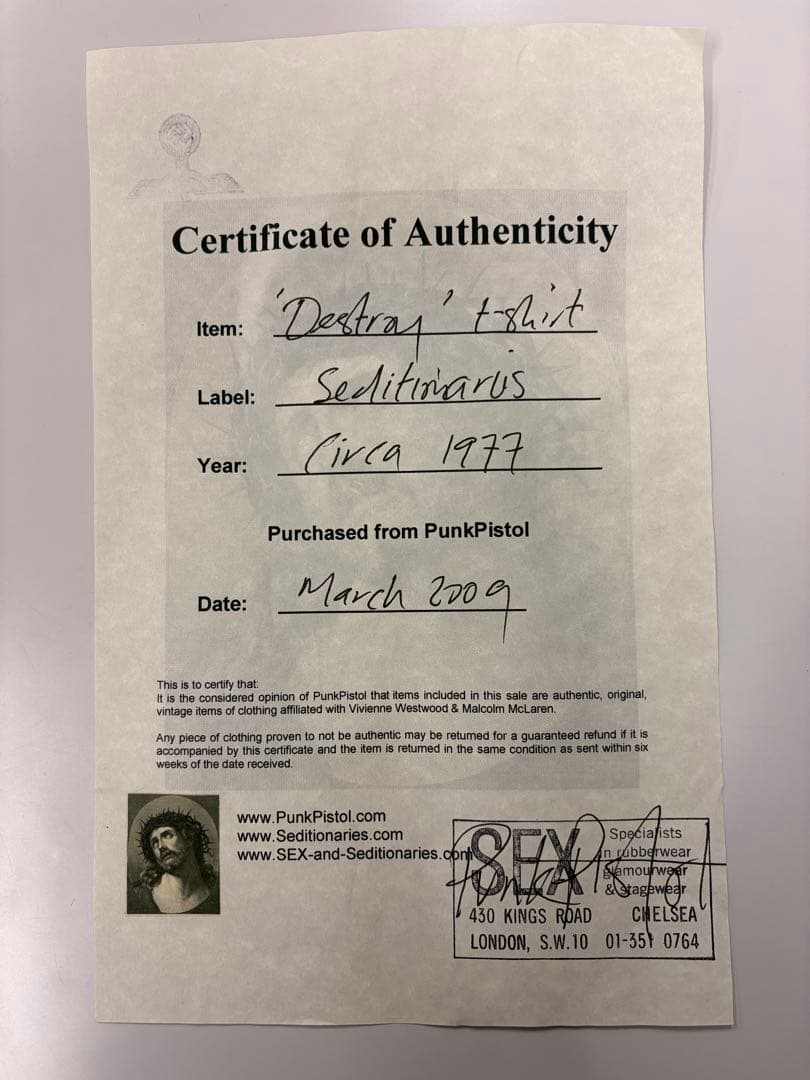 Certificate of Authenticity
Item: 'Destroy' t-shirt
Label: Seditionaries
Year: Circa 1977
Purchased from PunkPistol
Date: March 2009
This is to certify that:
It is the considered opinion of PunkPistol that items included in this sale are authentic, original,
vintage items of clothing affiliated with Vivienne Westwood & Malcolm McLaren.
Any piece of clothing proven to not be authentic may be returned for a guaranteed refund if it is
accompanied by this certificate and the item is returned in the same condition as sent within six
weeks of the date received.
www.PunkPistol.com
www.Seditionaries.com
www.SEX-and-Seditionaries.com
SEX
Specialists
in rubberwear
glamourwear
& stagewear
PunkPistol
430 KINGS ROAD CHELSEA
LONDON, S.W.10 01-351 0764